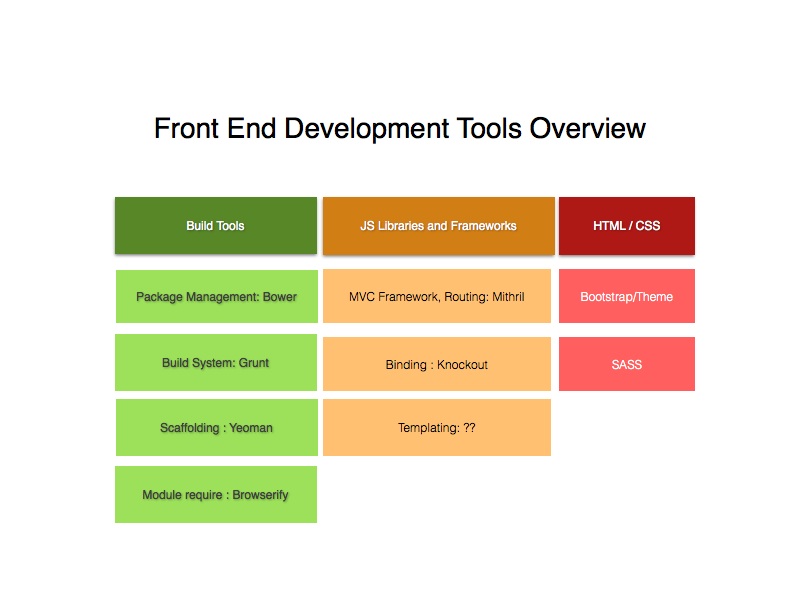 Front End Development Tools Overview
Build Tools
JS Libraries and Frameworks
HTML / CSS
Package Management: Bower
MVC Framework, Routing: Mithril
Bootstrap/Theme
Build System: Grunt
Binding : Knockout
SASS
Scaffolding : Yeoman
Templating: ??
Module require : Browserify